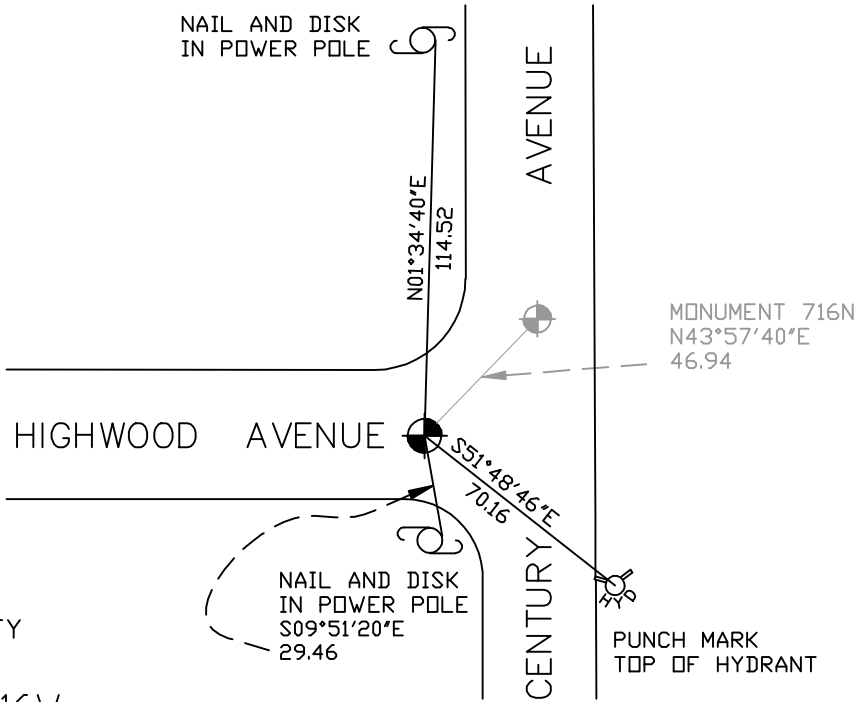 NAIL AND DISK
IN POWER POLE
AVENUE
N01°34'40"E
114.52
MONUMENT 716N
N43°57'40"E
46.94
HIGHWOOD AVENUE
S51°48'46"E
70.16
CENTURY
HYD
NAIL AND DISK
IN POWER POLE
S09°51'20"E
29.46
PUNCH MARK
TOP OF HYDRANT
TY